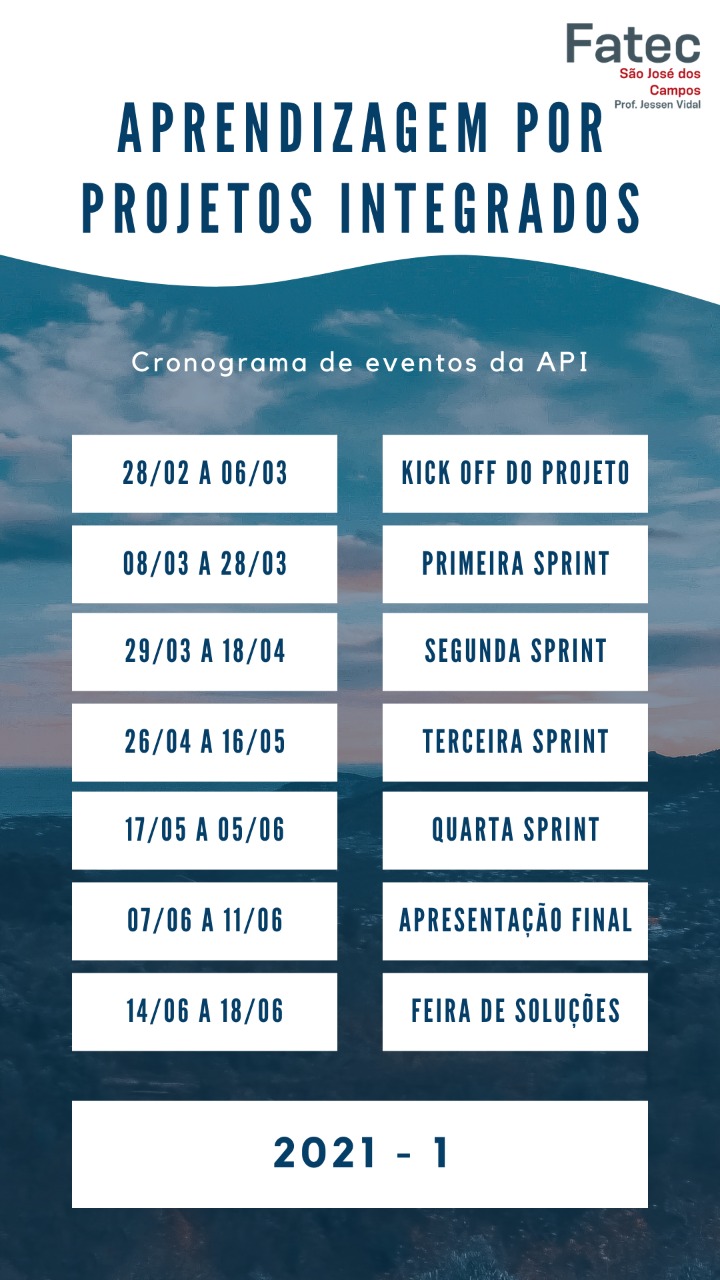 Fatec
São José dos
Campos
Prof. Jessen Vidal
APRENDIZAGEM POR
PROJETOS INTEGRADOS
Cronograma de eventos da API
28/02 A 06/03 KICK OFF DO PROJETO
08/03 A 28/03 PRIMEIRA SPRINT
29/03 A 18/04 SEGUNDA SPRINT
26/04 A 16/05 TERCEIRA SPRINT
17/05 A 05/06 QUARTA SPRINT
07/06 A 11/06 APRESENTAÇÃO FINAL
14/06 A 18/06 FEIRA DE SOLUÇÕES
2021 - 1